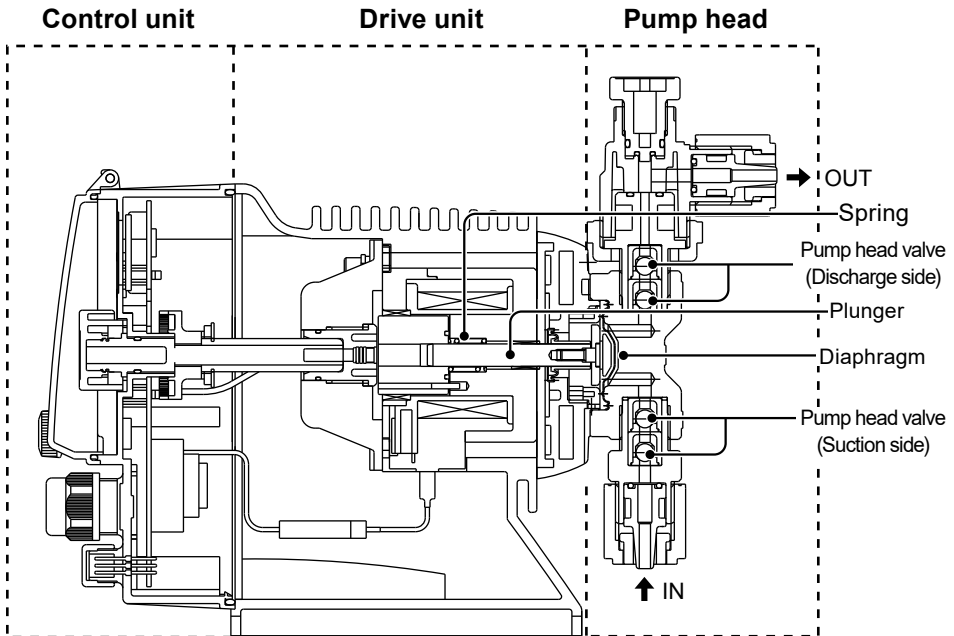 Control unit
Drive unit
Pump head
OUT
Spring
Pump head valve
(Discharge side)
Plunger
Diaphragm
Pump head valve
(Suction side)
IN